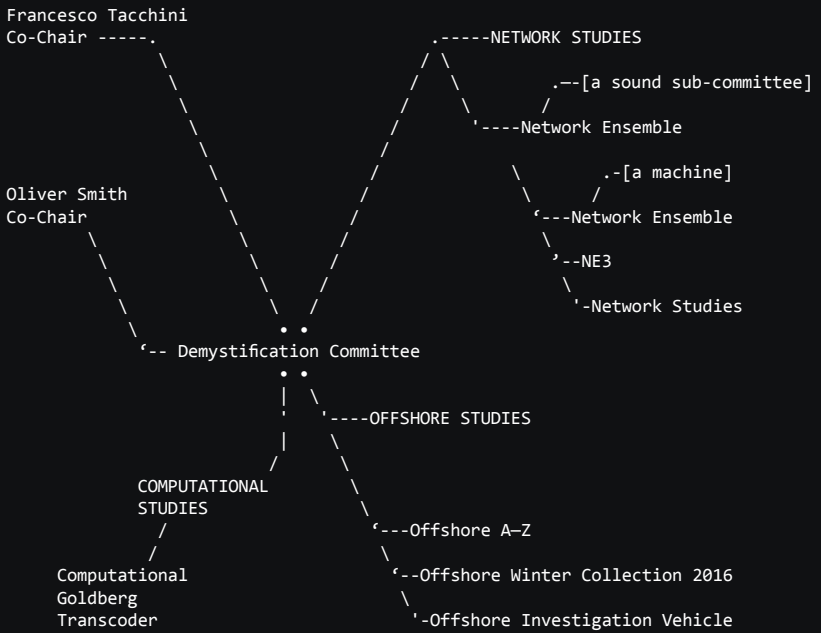 Francesco Tacchini
Co-Chair -----. .-----NETWORK STUDIES
.—-[a sound sub-committee]
'----Network Ensemble
.-[a machine]
Oliver Smith
Co-Chair ‘---Network Ensemble
’--NE3
'-Network Studies
‘-- Demystification Committee
'----OFFSHORE STUDIES
COMPUTATIONAL
STUDIES
‘---Offshore A—Z
Computational ‘--Offshore Winter Collection 2016
Goldberg
Transcoder '-Offshore Investigation Vehicle